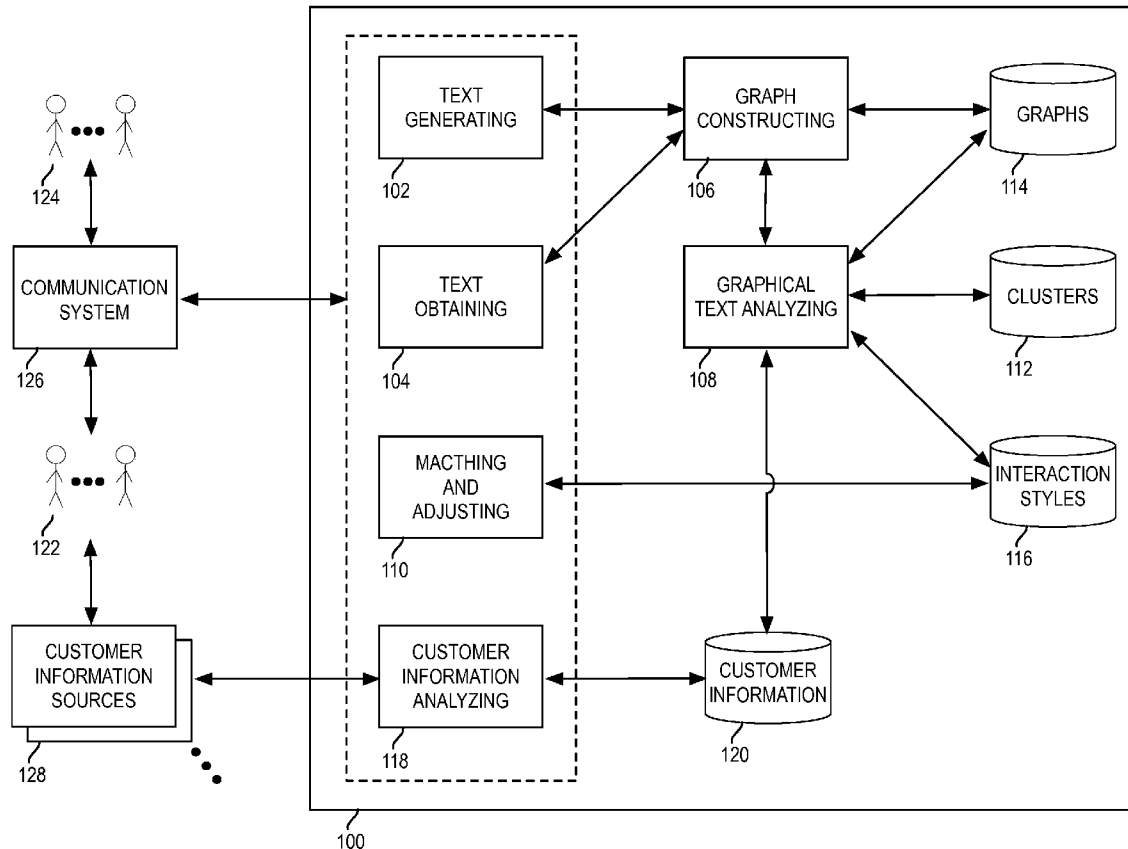 TEXT
GENERATING
102
GRAPH
CONSTRUCTING
106
GRAPHS
114
124
COMMUNICATION
SYSTEM
126
TEXT
OBTAINING
104
GRAPHICAL
TEXT ANALYZING
108
CLUSTERS
112
122
MACTHING
AND
ADJUSTING
110
INTERACTION
STYLES
116
CUSTOMER
INFORMATION
SOURCES
128
CUSTOMER
INFORMATION
ANALYZING
118
CUSTOMER
INFORMATION
120
100